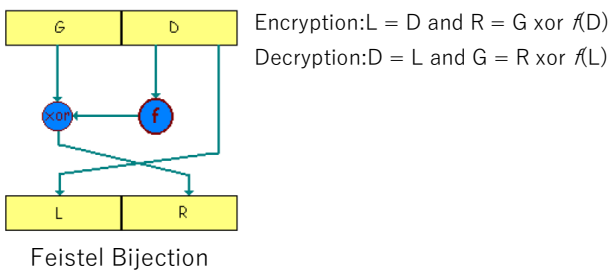 G D
Encryption:L = D and R = G xor f(D)
Decryption:D = L and G = R xor f(L)
xor f
L R
Feistel Bijection